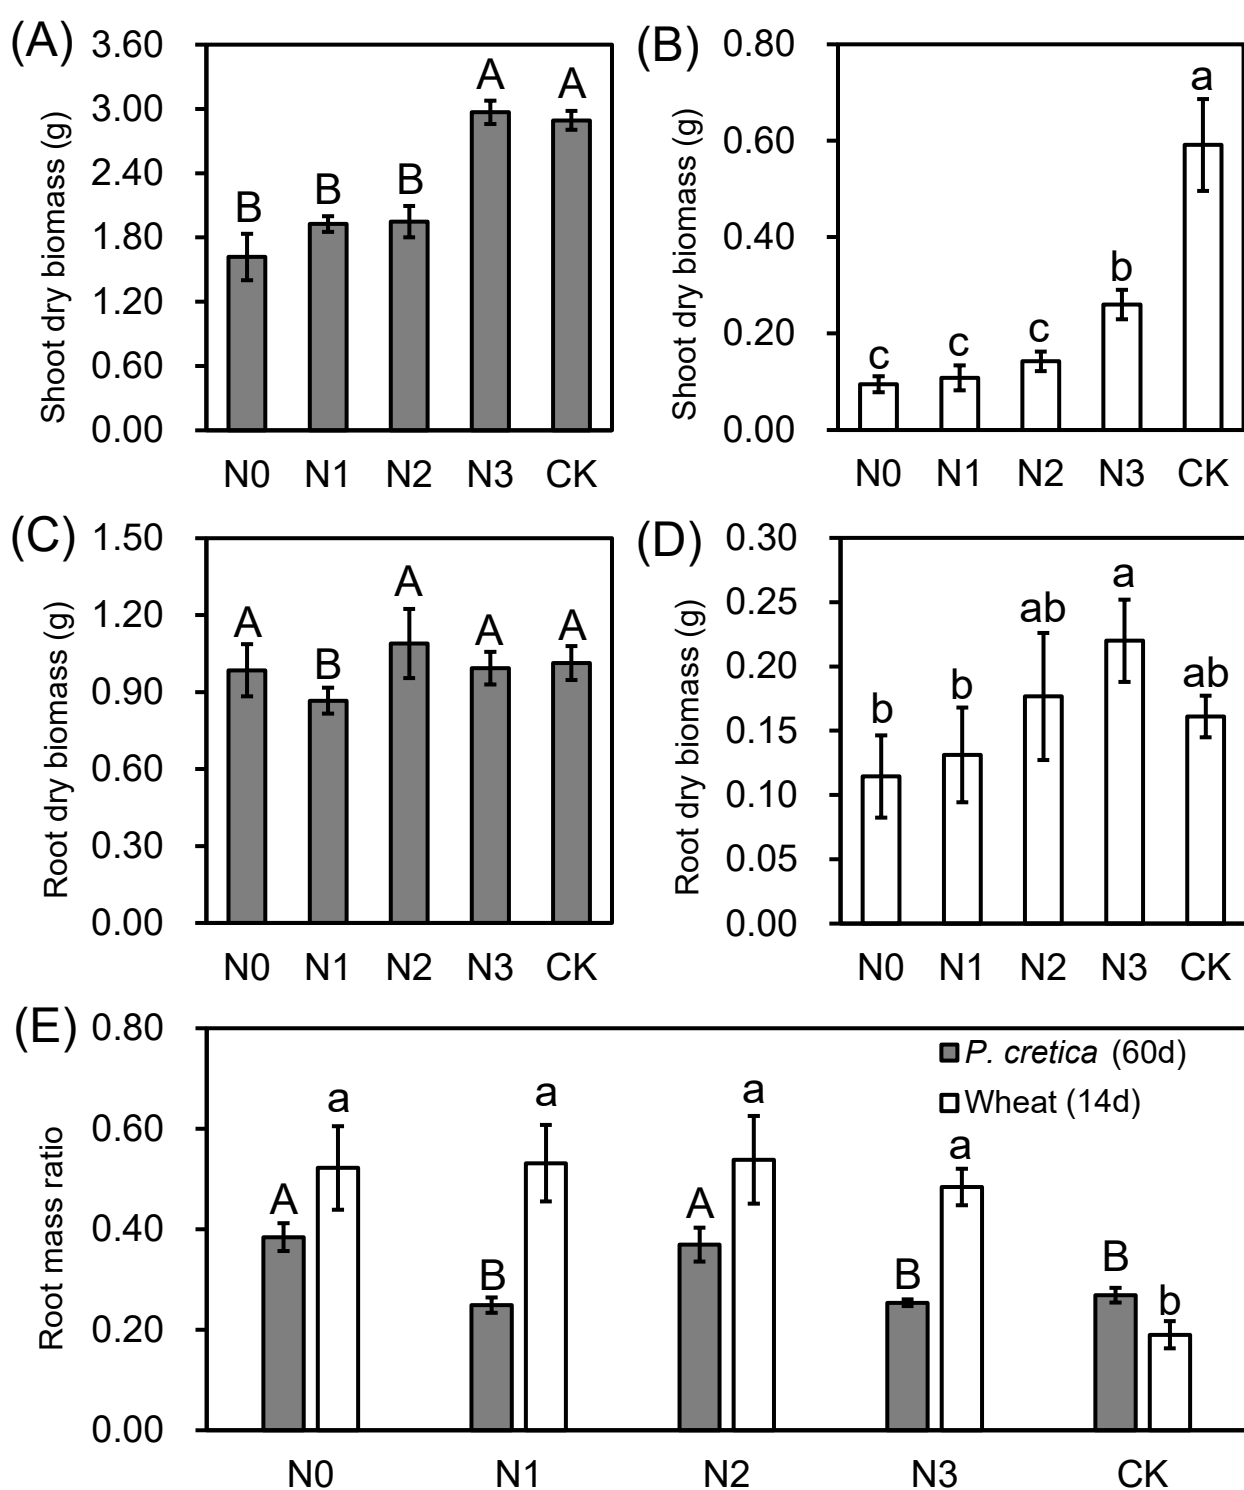 (A)
Shoot dry biomass (g)
3.60
3.00
2.40
1.80
1.20
0.60
0.00
B
B
B
A
A
N0 N1 N2 N3 CK
(B)
Shoot dry biomass (g)
0.80
0.60
0.40
0.20
0.00
c
c
c
b
a
N0 N1 N2 N3 CK
(C)
Root dry biomass (g)
1.50
1.20
0.90
0.60
0.30
0.00
A
B
A
A
A
N0 N1 N2 N3 CK
(D)
Root dry biomass (g)
0.30
0.25
0.20
0.15
0.10
0.05
0.00
b
b
ab
a
ab
N0 N1 N2 N3 CK
(E)
Root mass ratio
0.80
0.60
0.40
0.20
0.00
P. cretica (60d)
Wheat (14d)
A
a
B
a
A
a
B
a
B
b
N0 N1 N2 N3 CK